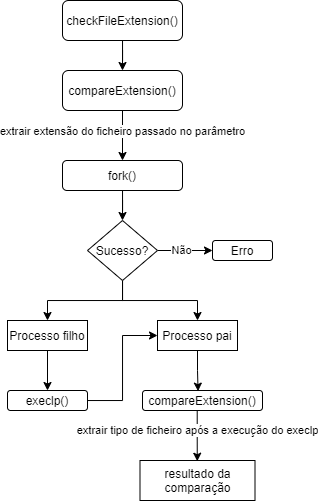 checkFileExtension()
compareExtension()
extrair extensão do ficheiro passado no parâmetro
fork()
Sucesso?
Não
Erro
Processo filho
Processo pai
execlp()
compareExtension()
extrair tipo de ficheiro após a execução do execlp
resultado da
comparação